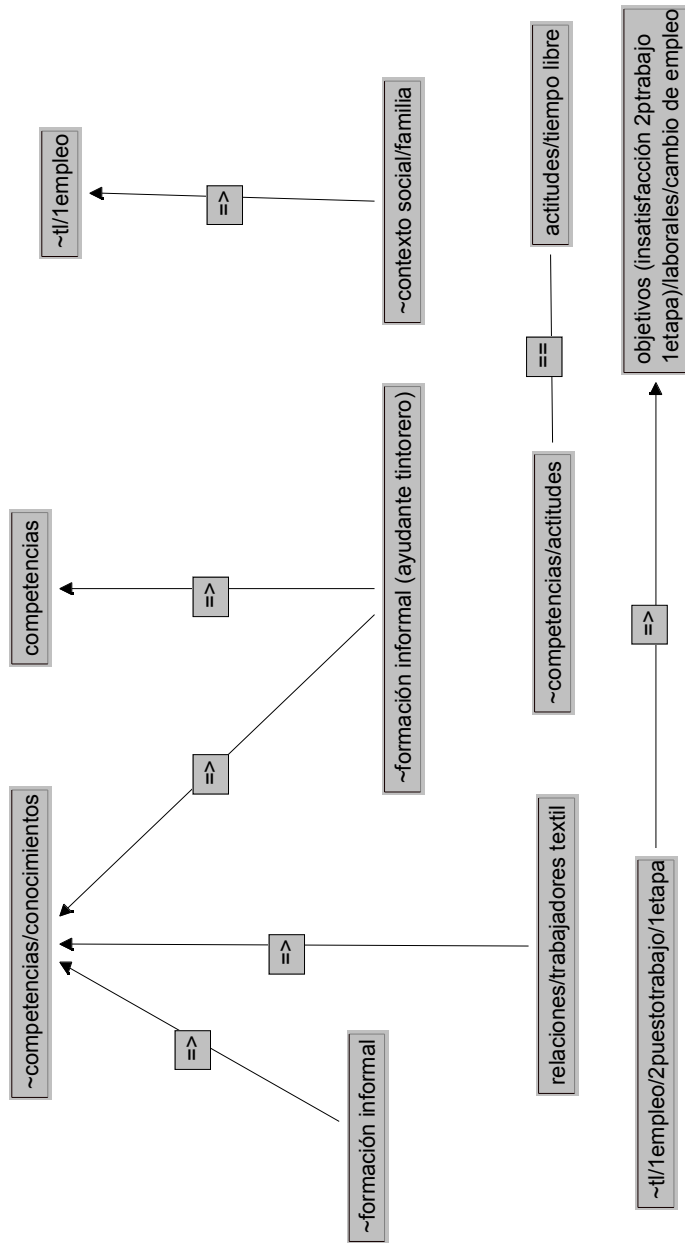 ~competencias/conocimientos
competencias
~tl/1empleo
=>
=>
=>
=>
=>
~formación informal
~formación informal (ayudante tintorero)
~contexto social/familia
relaciones/trabajadores textil
~competencias/actitudes
==
actitudes/tiempo libre
~tl/1empleo/2puestotrabajo/1etapa
=>
objetivos (insatisfacción 2ptrabajo
1etapa)/laborales/cambio de empleo